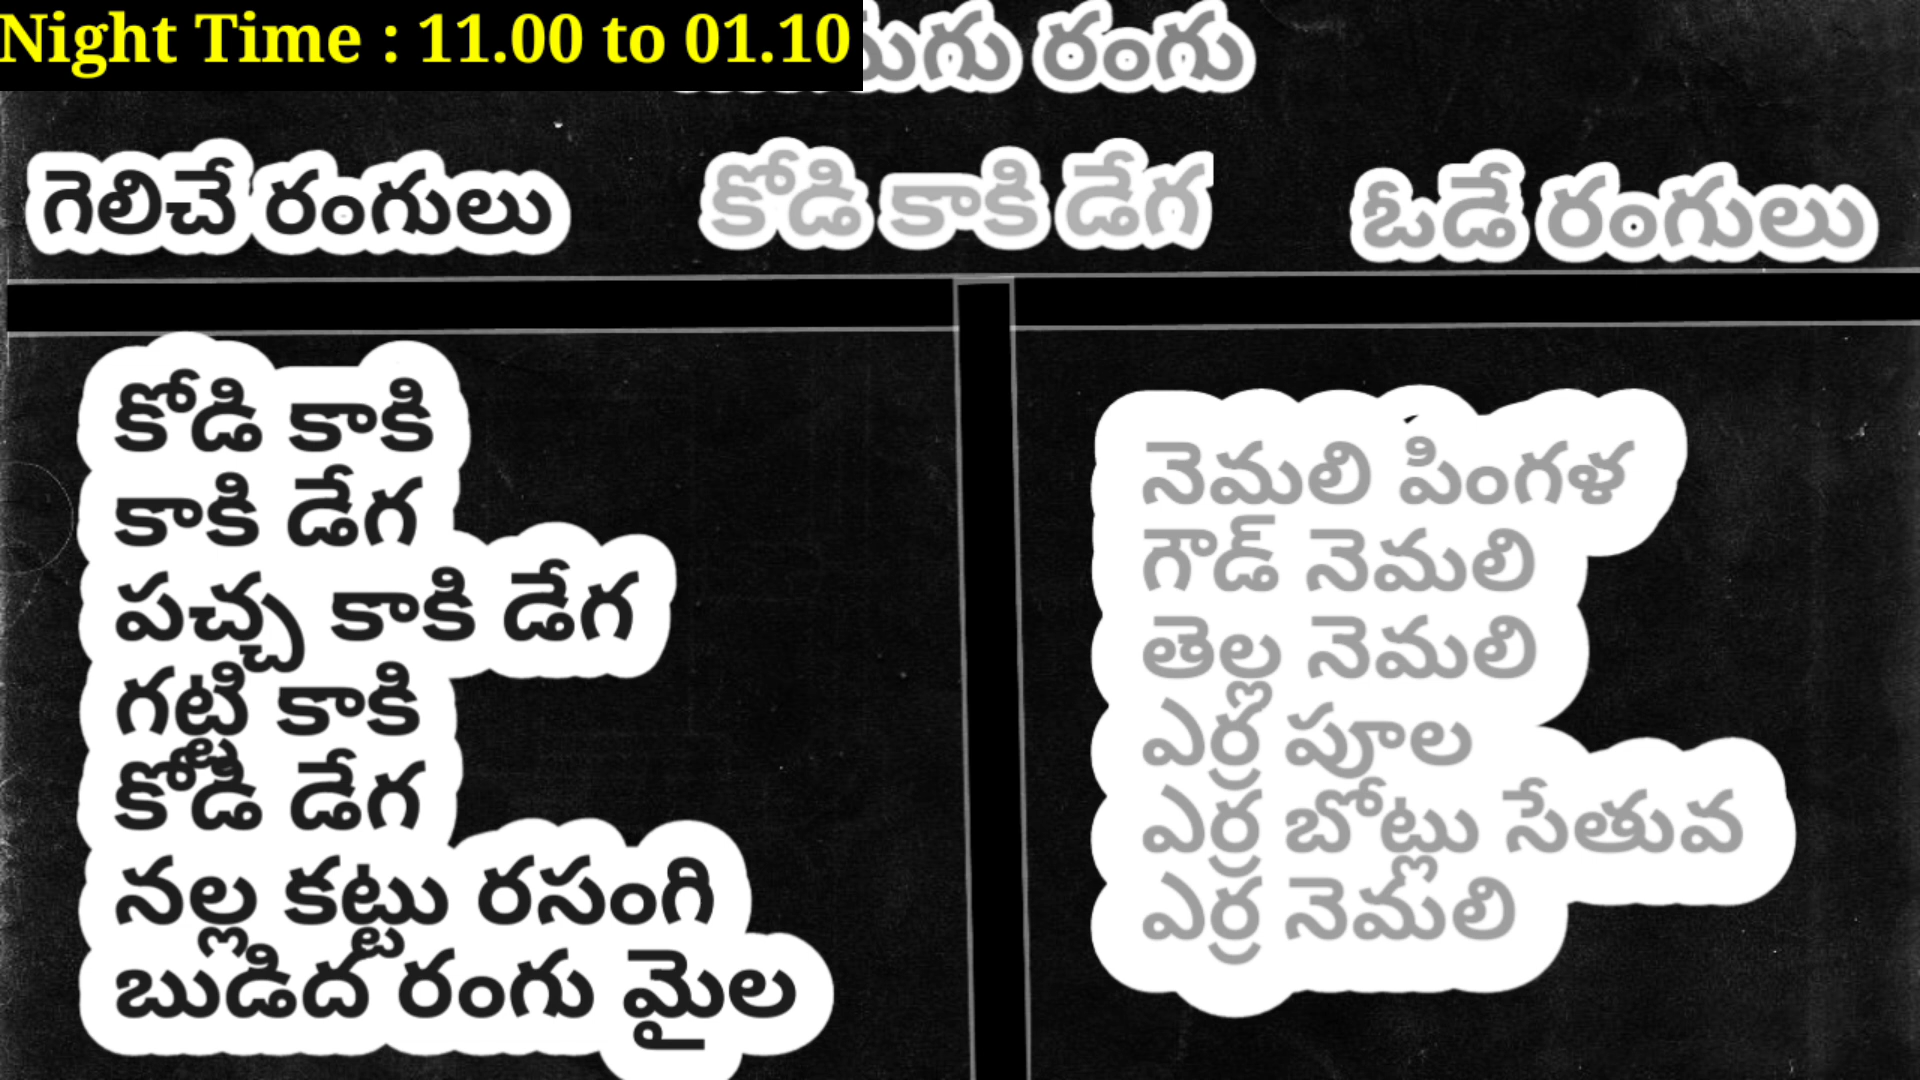 Night Time : 11.00 to 01.10
రంగు
గెలిచే రంగులు
కోడి కాకి డేగ
ఓడే రంగులు
కోడి కాకి
కాకి డేగ
పచ్చ కాకి డేగ
గట్టి కాకి
కోడి డేగ
నల్ల కట్టు రసంగి
బుడిద రంగు మైల
నెమలి పింగళ
గౌడ్ నెమలి
తెల్ల నెమలి
ఎర్ర పూల
ఎర్ర బోట్లు సేతువ
ఎర్ర నెమలి